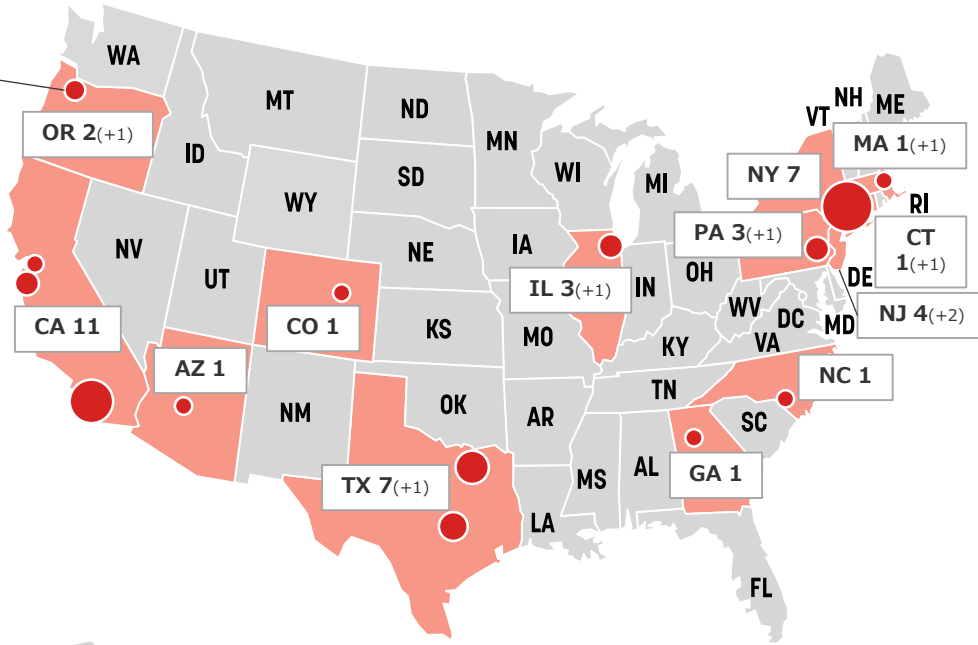 WA
MT
ND
MN
VT
NH
ME
OR 2(+1)
ID
SD
WI
MI
NY 7
MA 1(+1)
WY
RI
PA 3(+1)
CT
1(+1)
NV
UT
NE
IA
IL 3(+1)
IN
OH
DE
NJ 4(+2)
CA 11
CO 1
KS
MO
WV
DC
MD
VA
KY
AZ 1
NM
OK
AR
TN
NC 1
SC
TX 7(+1)
MS
AL
GA 1
LA
FL